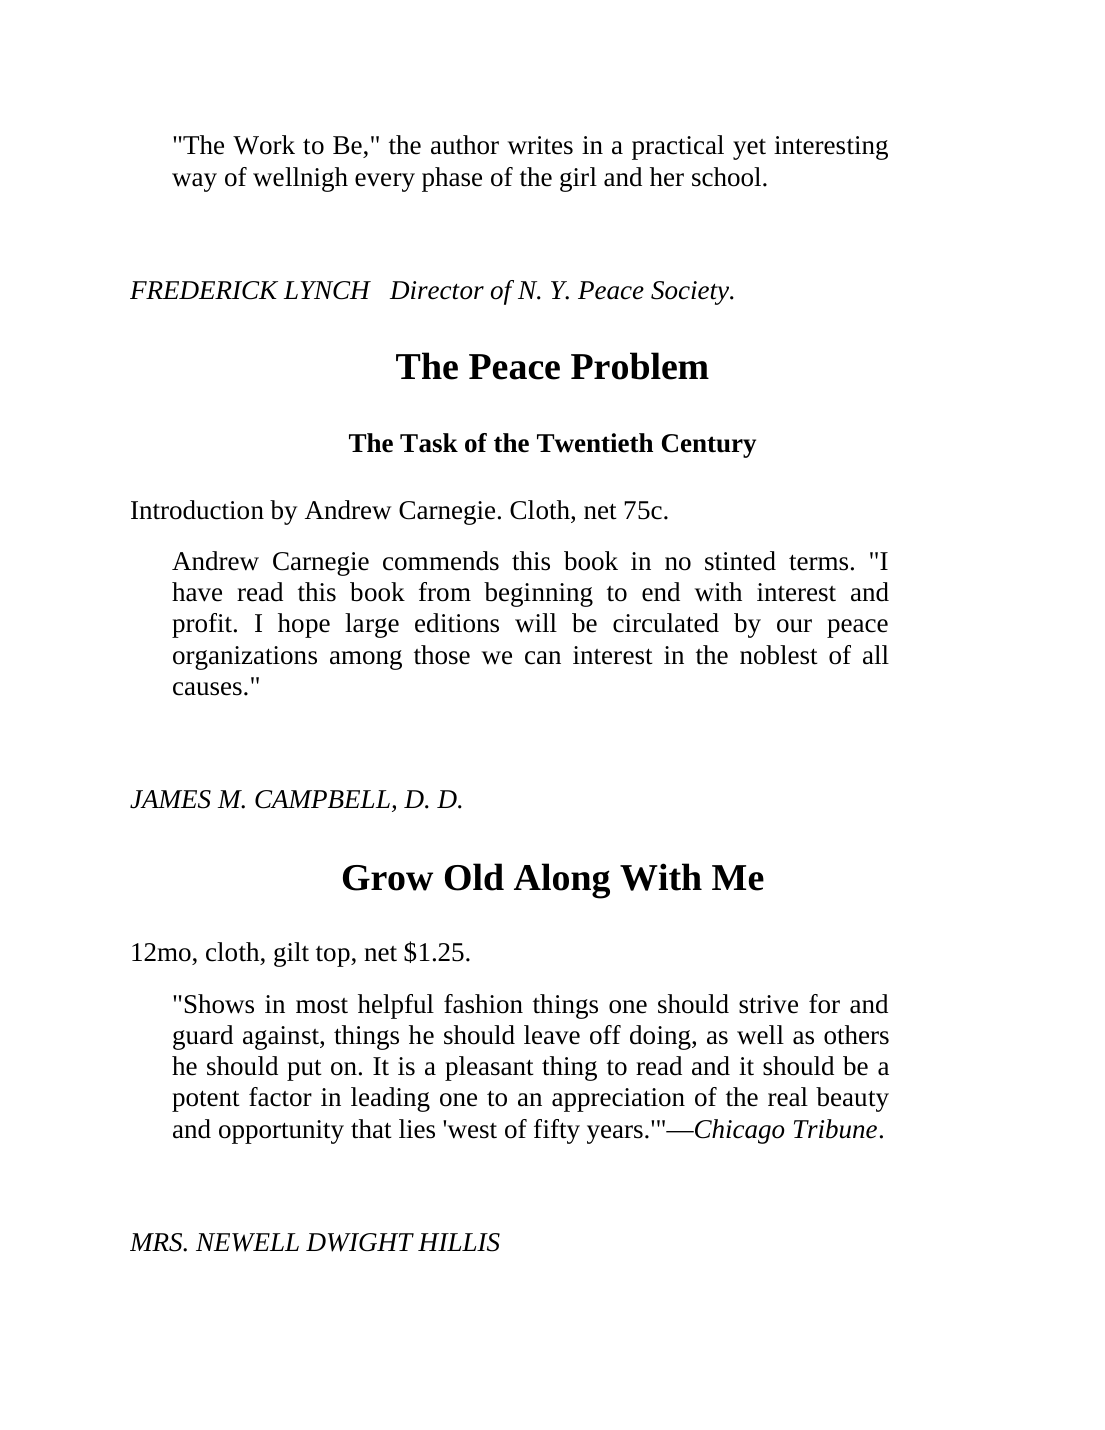 "The Work to Be," the author writes in a practical yet interesting
way of wellnigh every phase of the girl and her school.
FREDERICK LYNCH   Director of N. Y. Peace Society.
The Peace Problem
The Task of the Twentieth Century
Introduction by Andrew Carnegie. Cloth, net 75c.
Andrew Carnegie commends this book in no stinted terms. "I
have read this book from beginning to end with interest and
profit. I hope large editions will be circulated by our peace
organizations among those we can interest in the noblest of all
causes."
JAMES M. CAMPBELL, D. D.
Grow Old Along With Me
12mo, cloth, gilt top, net $1.25.
"Shows in most helpful fashion things one should strive for and
guard against, things he should leave off doing, as well as others
he should put on. It is a pleasant thing to read and it should be a
potent factor in leading one to an appreciation of the real beauty
and opportunity that lies 'west of fifty years.'"—Chicago Tribune.
MRS. NEWELL DWIGHT HILLIS